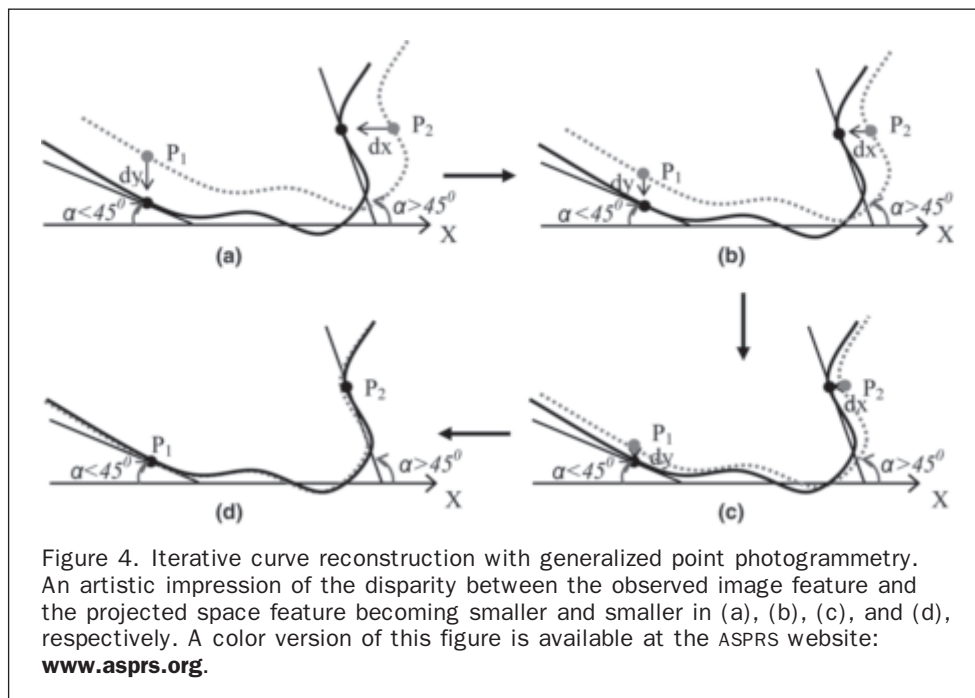 P₁
dy
α<45⁰
P₂
dx
α>45⁰
X
(a)
P₁
dy
α<45⁰
P₂
dx
α>45⁰
X
(b)
P₂
P₁
α<45⁰
α>45⁰
X
(d)
P₂
dx
P₁
dy
α<45⁰
α>45⁰
X
(c)
Figure 4. Iterative curve reconstruction with generalized point photogrammetry.
An artistic impression of the disparity between the observed image feature and
the projected space feature becoming smaller and smaller in (a), (b), (c), and (d),
respectively. A color version of this figure is available at the ASPRS website:
www.asprs.org.